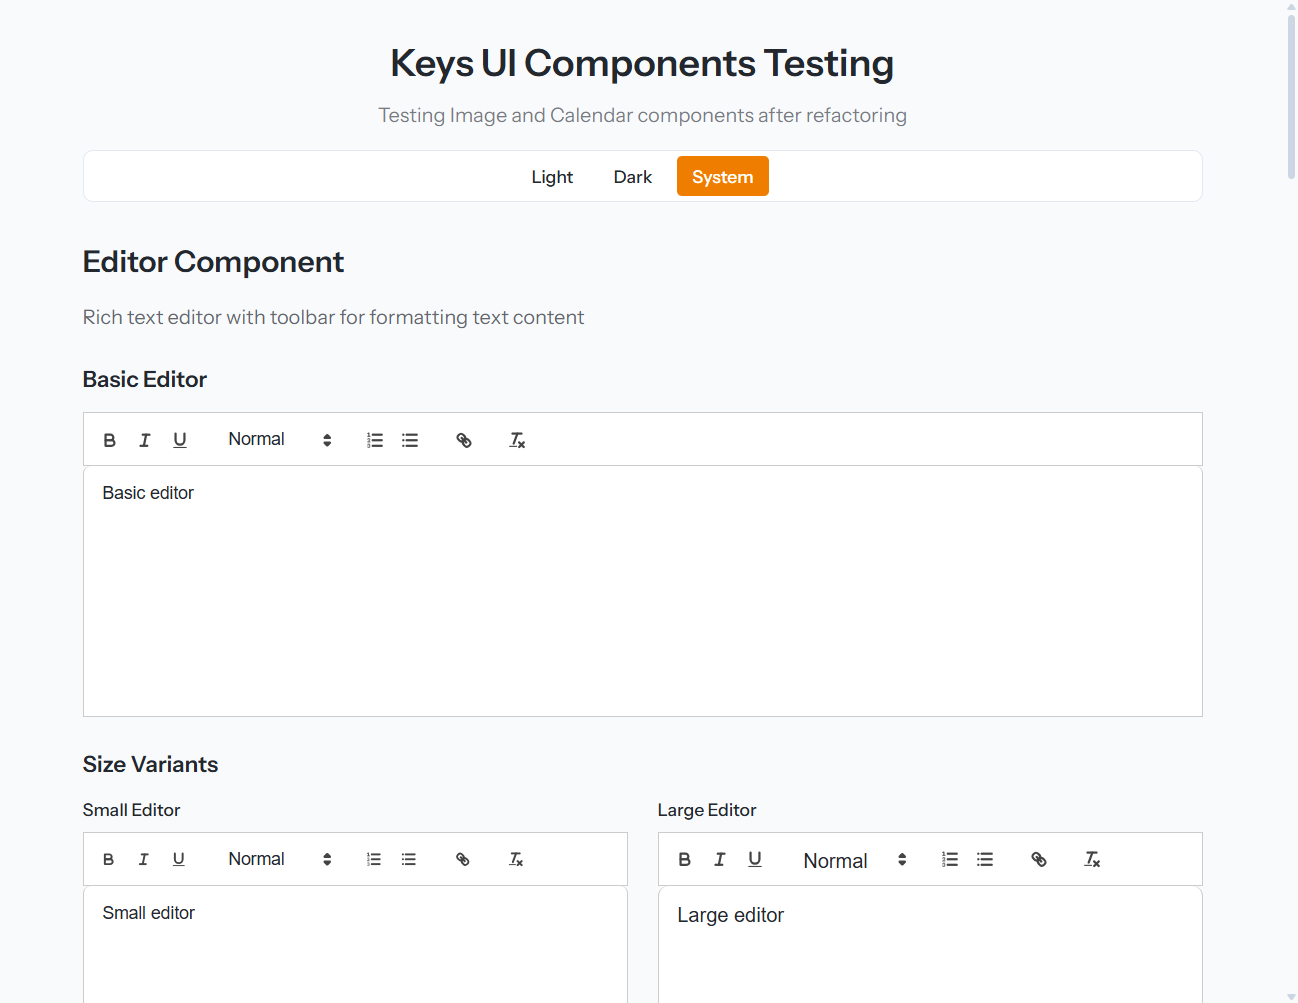 Keys UI Components Testing
Testing Image and Calendar components after refactoring
Light Dark System
Editor Component
Rich text editor with toolbar for formatting text content
Basic Editor
Normal
Basic editor
Size Variants
Small Editor
Large Editor
Normal
Normal
Small editor
Large editor